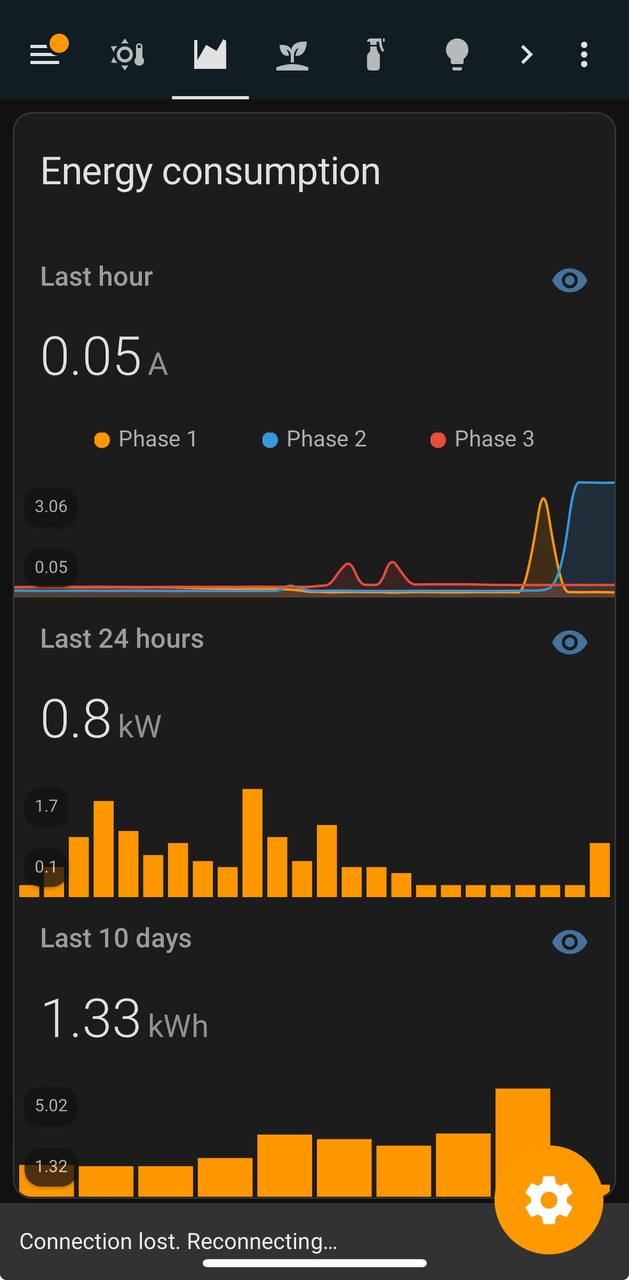 Energy consumption
Last hour
0.05 A
Phase 1 Phase 2 Phase 3
3.06
0.05
Last 24 hours
0.8 kW
1.7
0.1
Last 10 days
1.33 kWh
5.02
1.32
Connection lost. Reconnecting...